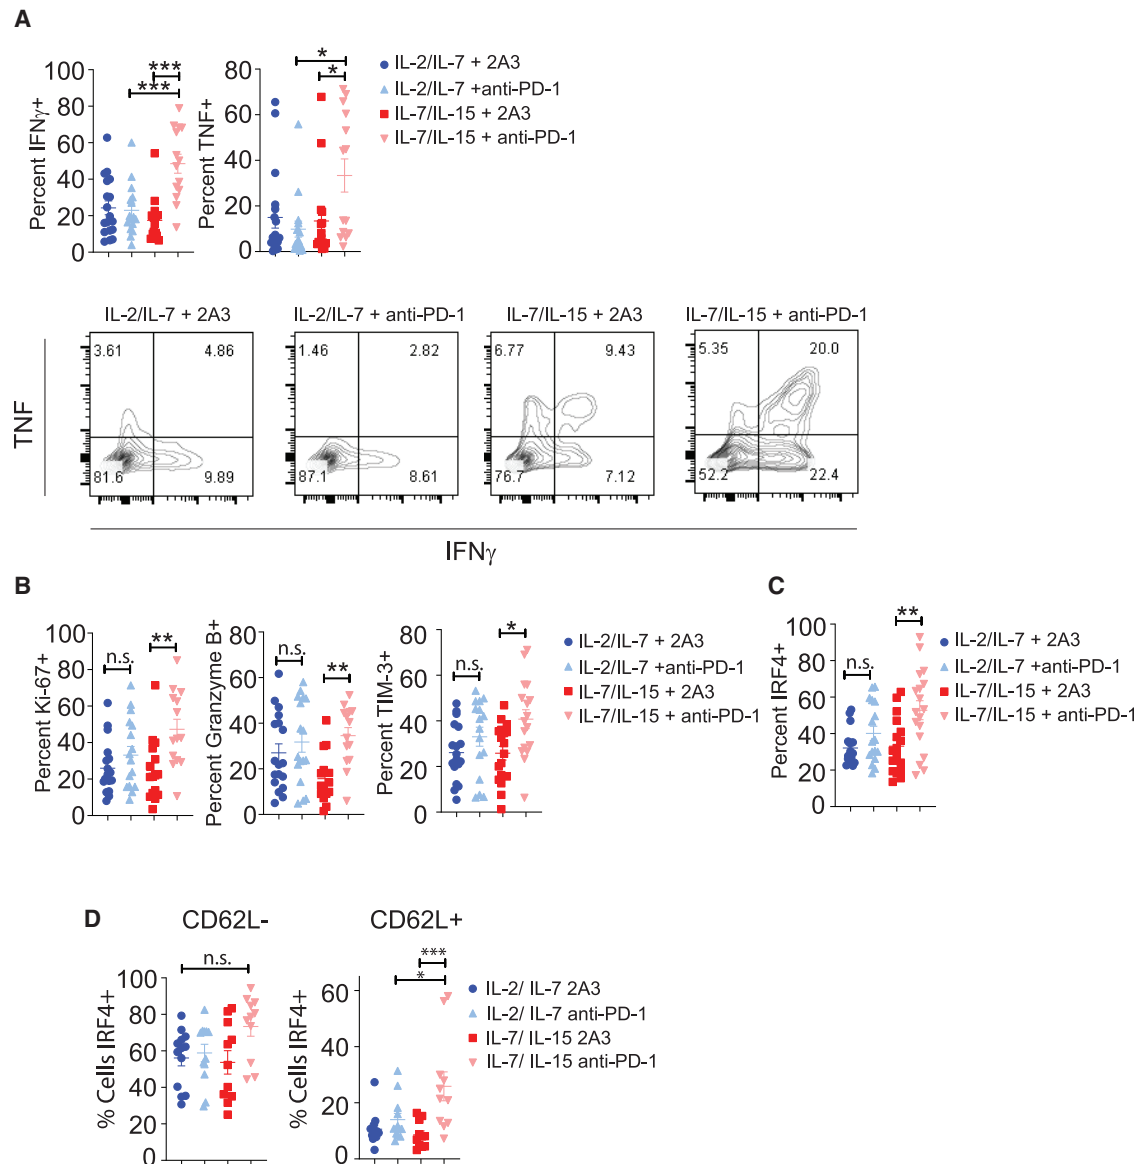 A
Percent IFNγ+
100
80
60
40
20
0
***
***
Percent TNF+
80
60
40
20
0
*
*
IL-2/IL-7 + 2A3
IL-2/IL-7 +anti-PD-1
IL-7/IL-15 + 2A3
IL-7/IL-15 + anti-PD-1
IL-2/IL-7 + 2A3
IL-2/IL-7 + anti-PD-1
IL-7/IL-15 + 2A3
IL-7/IL-15 + anti-PD-1
TNF
3.61 4.86
81.6 9.89
1.46 2.82
87.1 8.61
6.77 9.43
76.7 7.12
5.35 20.0
52.2 22.4
IFNγ
B
Percent Ki-67+
100
80
60
40
20
0
n.s.
**
Percent Granzyme B+
80
60
40
20
0
n.s.
**
Percent TIM-3+
80
60
40
20
0
n.s.
*
IL-2/IL-7 + 2A3
IL-2/IL-7 +anti-PD-1
IL-7/IL-15 + 2A3
IL-7/IL-15 + anti-PD-1
C
Percent IRF4+
100
80
60
40
20
0
n.s.
**
IL-2/IL-7 + 2A3
IL-2/IL-7 +anti-PD-1
IL-7/IL-15 + 2A3
IL-7/IL-15 + anti-PD-1
D
CD62L-
% Cells IRF4+
100
80
60
40
20
0
n.s.
CD62L+
% Cells IRF4+
60
40
20
0
***
*
IL-2/ IL-7 2A3
IL-2/ IL-7 anti-PD-1
IL-7/ IL-15 2A3
IL-7/ IL-15 anti-PD-1